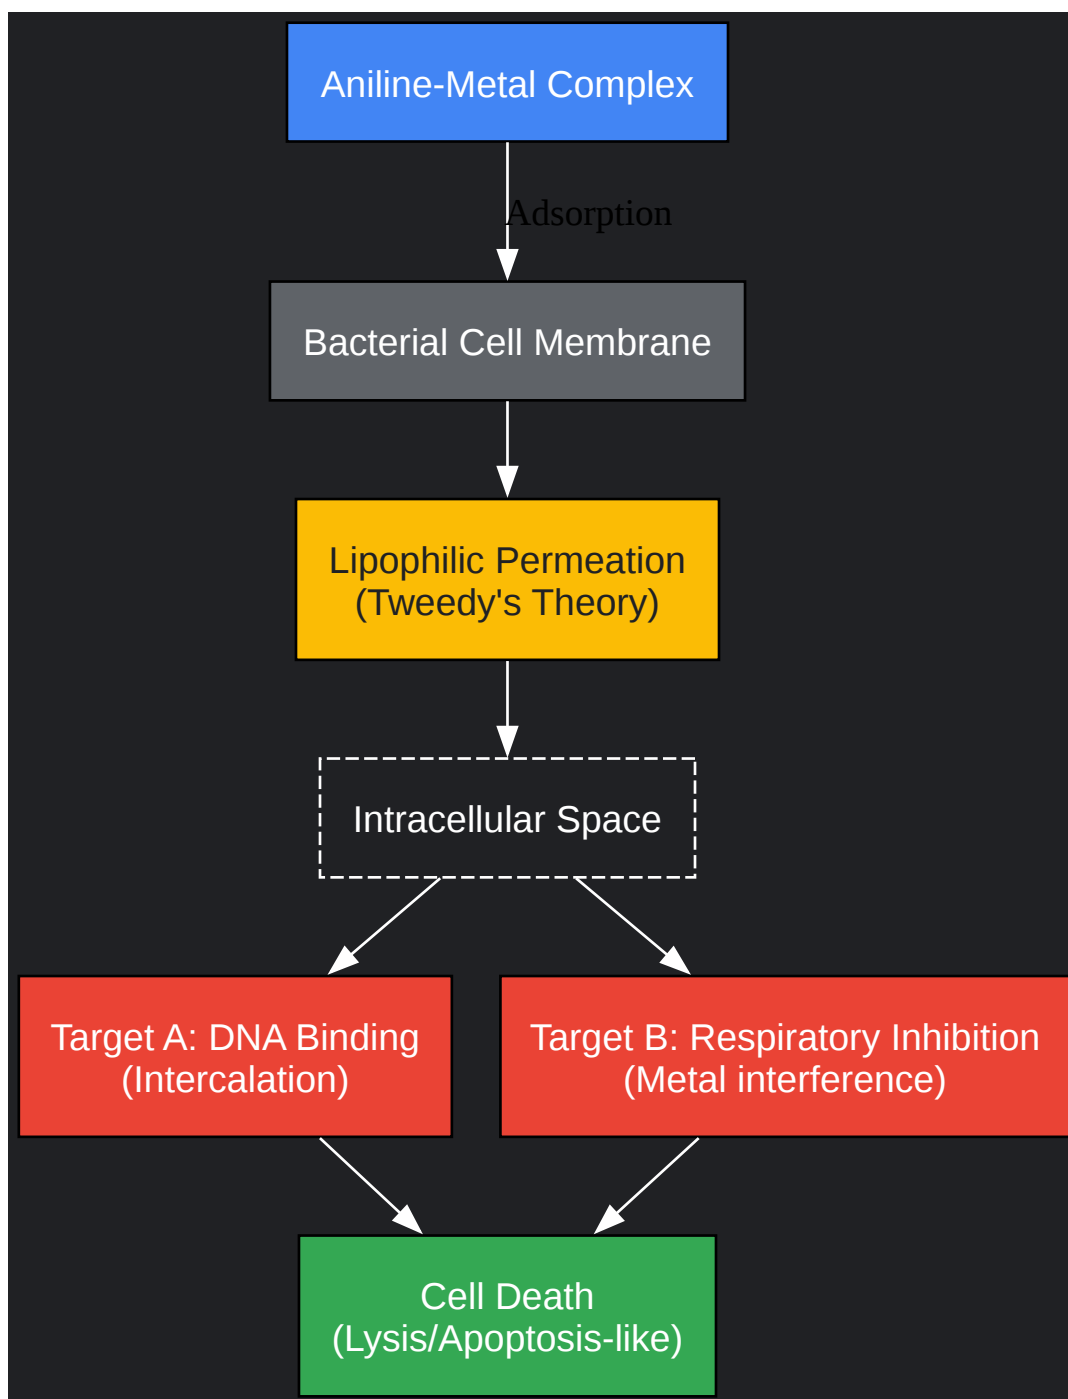 Aniline-Metal Complex
Adsorption
Bacterial Cell Membrane
Lipophilic Permeation
(Tweedy's Theory)
Intracellular Space
Target A: DNA Binding
(Intercalation)
Target B: Respiratory Inhibition
(Metal interference)
Cell Death
(Lysis/Apoptosis-like)